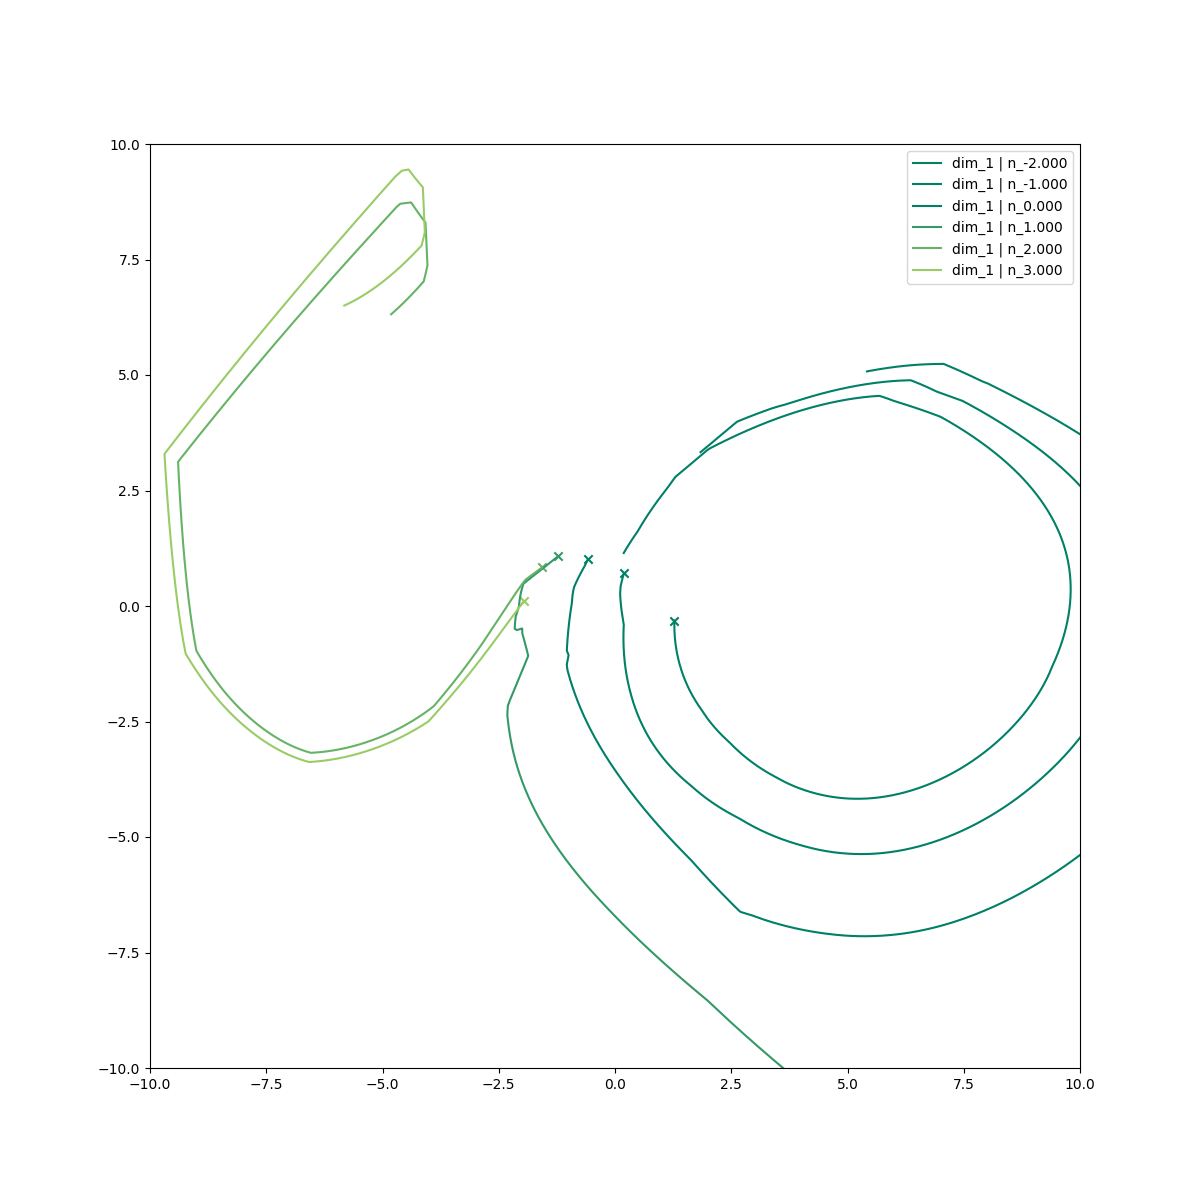 10.0
7.5
5.0
2.5
0.0
−2.5
−5.0
−7.5
−10.0
−10.0 −7.5 −5.0 −2.5 0.0 2.5 5.0 7.5 10.0
dim_1 | n_-2.000
dim_1 | n_-1.000
dim_1 | n_0.000
dim_1 | n_1.000
dim_1 | n_2.000
dim_1 | n_3.000